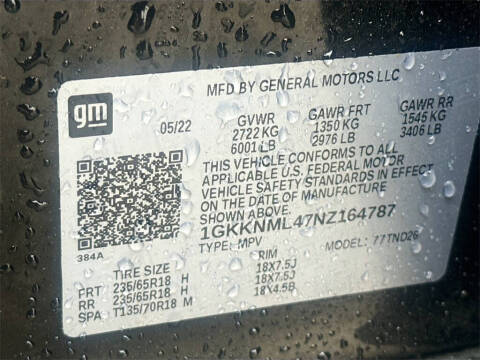 MFD BY GENERAL MOTORS LLC
gm
05/22
GVWR GAWR FRT GAWR RR
2722 KG 1350 KG 1545 KG
6001 LB 2976 LB 3406 LB
THIS VEHICLE CONFORMS TO ALL
APPLICABLE U.S. FEDERAL MOTOR
VEHICLE SAFETY STANDARDS IN EFFECT
ON THE DATE OF MANUFACTURE
SHOWN ABOVE.
1GKKNML47NZ164787
TYPE: MPV MODEL: 77TND26
384A
TIRE SIZE RIM
FRT 235/65R18 H 18X7.5J
RR 235/65R18 H 18X7.5J
SPA T135/70R18 M 18X4.5B